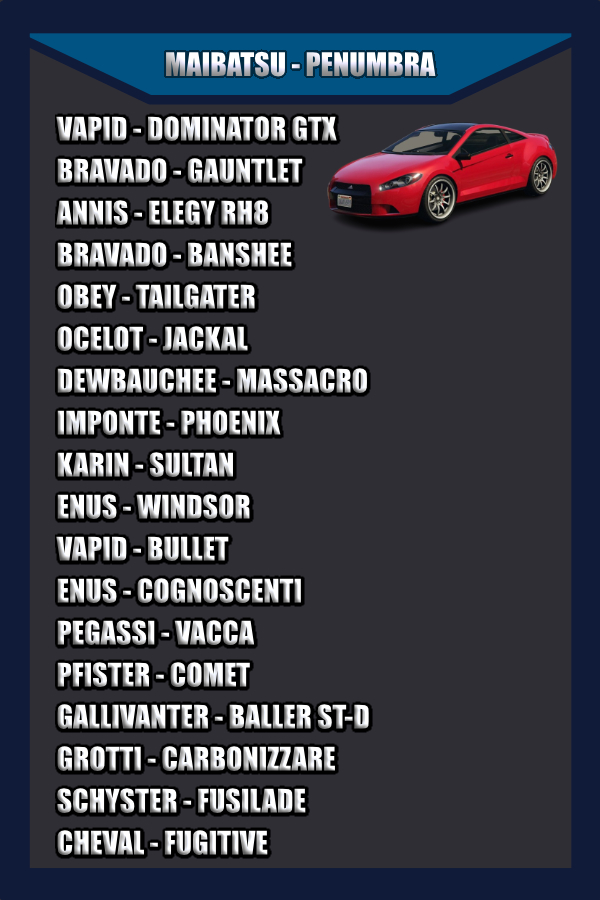 MAIBATSU - PENUMBRA
VAPID - DOMINATOR GTX
BRAVADO - GAUNTLET
ANNIS - ELEGY RH8
BRAVADO - BANSHEE
OBEY - TAILGATER
OCELOT - JACKAL
DEWBAUCHEE - MASSACRO
IMPONTE - PHOENIX
KARIN - SULTAN
ENUS - WINDSOR
VAPID - BULLET
ENUS - COGNOSCENTI
PEGASSI - VACCA
PFISTER - COMET
GALLIVANTER - BALLER ST-D
GROTTI - CARBONIZZARE
SCHYSTER - FUSILADE
CHEVAL - FUGITIVE